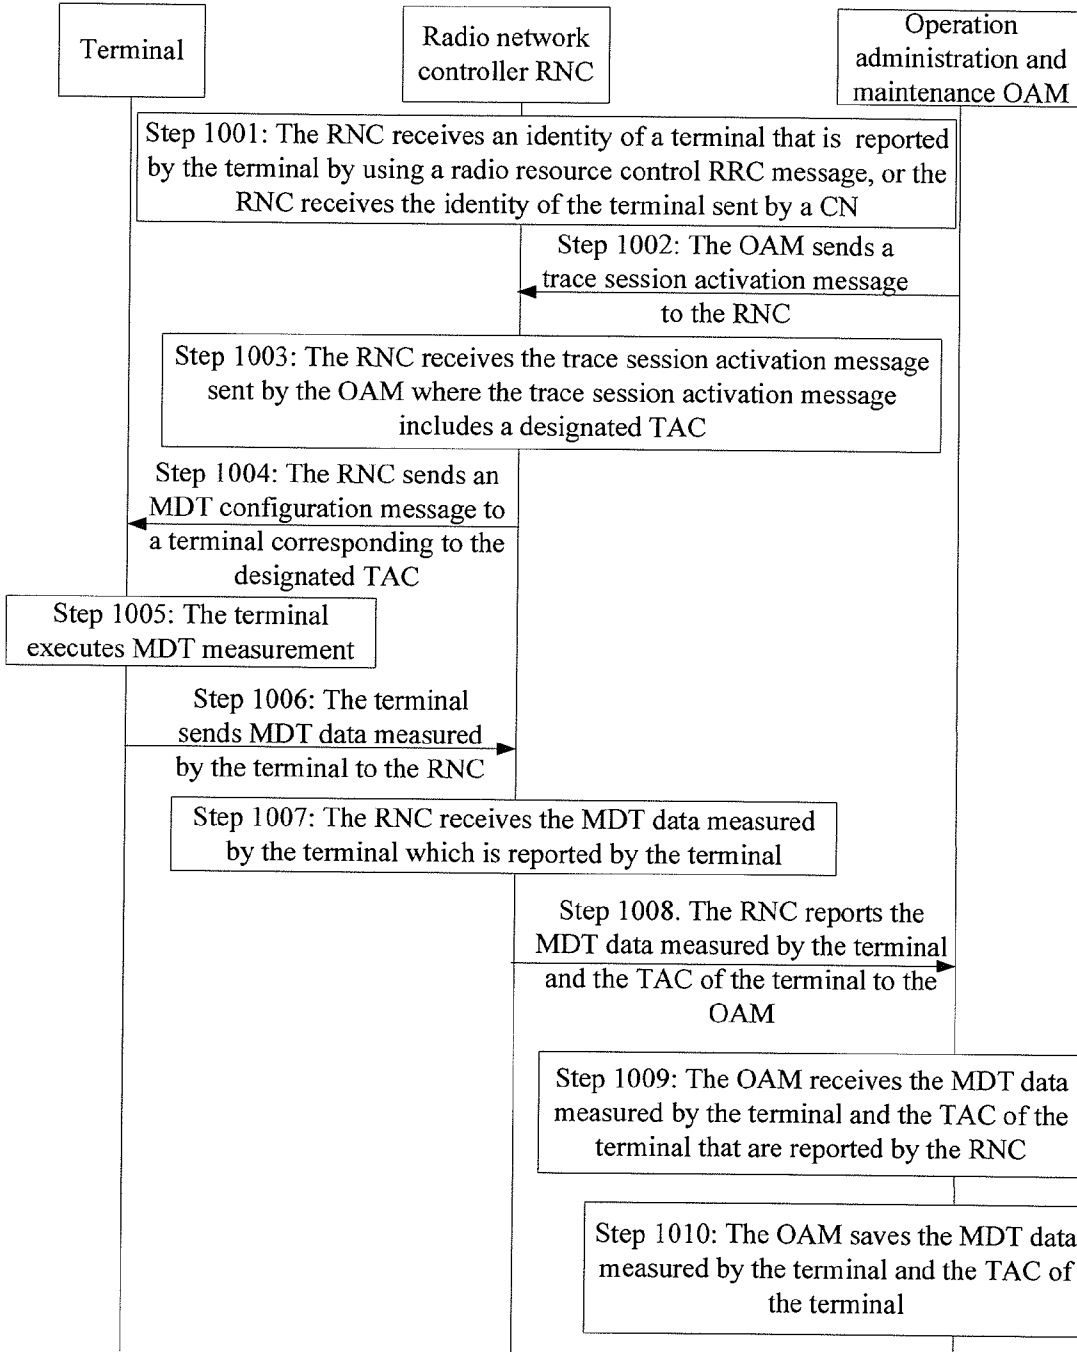 Terminal
Radio network
controller RNC
Operation
administration and
maintenance OAM
Step 1001: The RNC receives an identity of a terminal that is reported
by the terminal by using a radio resource control RRC message, or the
RNC receives the identity of the terminal sent by a CN
Step 1002: The OAM sends a
trace session activation message
to the RNC
Step 1003: The RNC receives the trace session activation message
sent by the OAM where the trace session activation message
includes a designated TAC
Step 1004: The RNC sends an
MDT configuration message to
a terminal corresponding to the
designated TAC
Step 1005: The terminal
executes MDT measurement
Step 1006: The terminal
sends MDT data measured
by the terminal to the RNC
Step 1007: The RNC receives the MDT data measured
by the terminal which is reported by the terminal
Step 1008. The RNC reports the
MDT data measured by the terminal
and the TAC of the terminal to the
OAM
Step 1009: The OAM receives the MDT data
measured by the terminal and the TAC of the
terminal that are reported by the RNC
Step 1010: The OAM saves the MDT data
measured by the terminal and the TAC of
the terminal